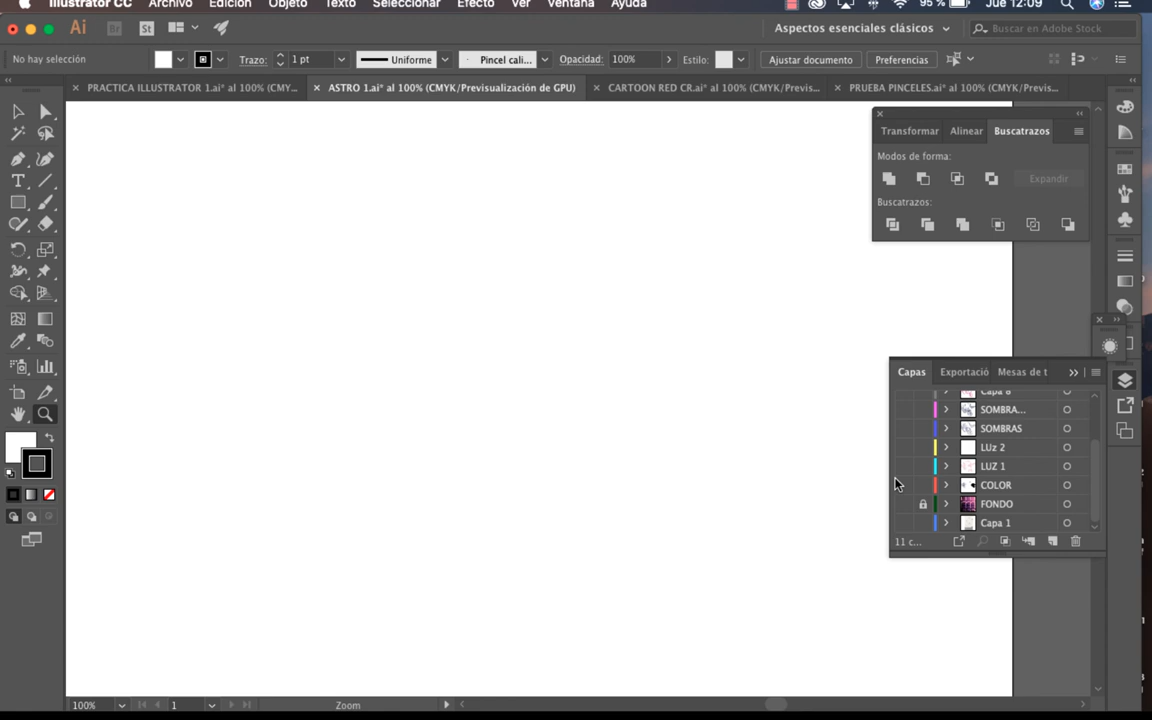 Illustrator CC Archivo Edición Objeto Texto Seleccionar Efecto Ver Ventana Ayuda 95 % Jue 12:09
Ai Br St Aspectos esenciales clásicos Buscar en Adobe Stock
No hay selección Trazo: 1 pt Uniforme Pincel cali... Opacidad: 100% Estilo: Ajustar documento Preferencias
PRACTICA ILLUSTRATOR 1.ai* al 100% (CMY... ASTRO 1.ai* al 100% (CMYK/Previsualización de GPU) CARTOON RED CR.ai* al 100% (CMYK/Previs... PRUEBA PINCELES.ai* al 100% (CMYK/Previs...
Transformar Alinear Buscatrazos
Modos de forma:
Expandir
Buscatrazos:
Capas Exportació Mesas de t
SOMBRA...
SOMBRAS
LUz 2
LUZ 1
COLOR
FONDO
Capa 1
11 c...
100% 1 Zoom